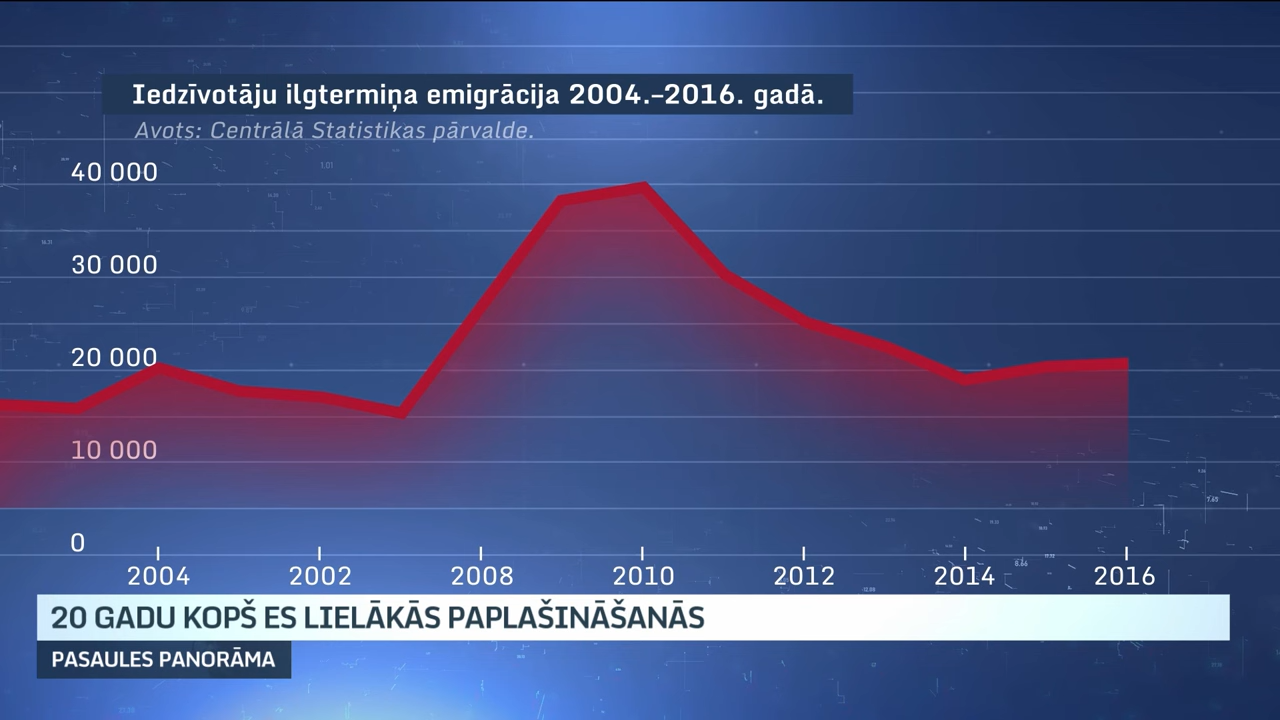 Iedzīvotāju ilgtermiņa emigrācija 2004.–2016. gadā.
Avots: Centrālā Statistikas pārvalde.
40 000
30 000
20 000
10 000
0
2004 2002 2008 2010 2012 2014 2016
20 GADU KOPŠ ES LIELĀKĀS PAPLAŠINĀŠANĀS
PASAULES PANORĀMA